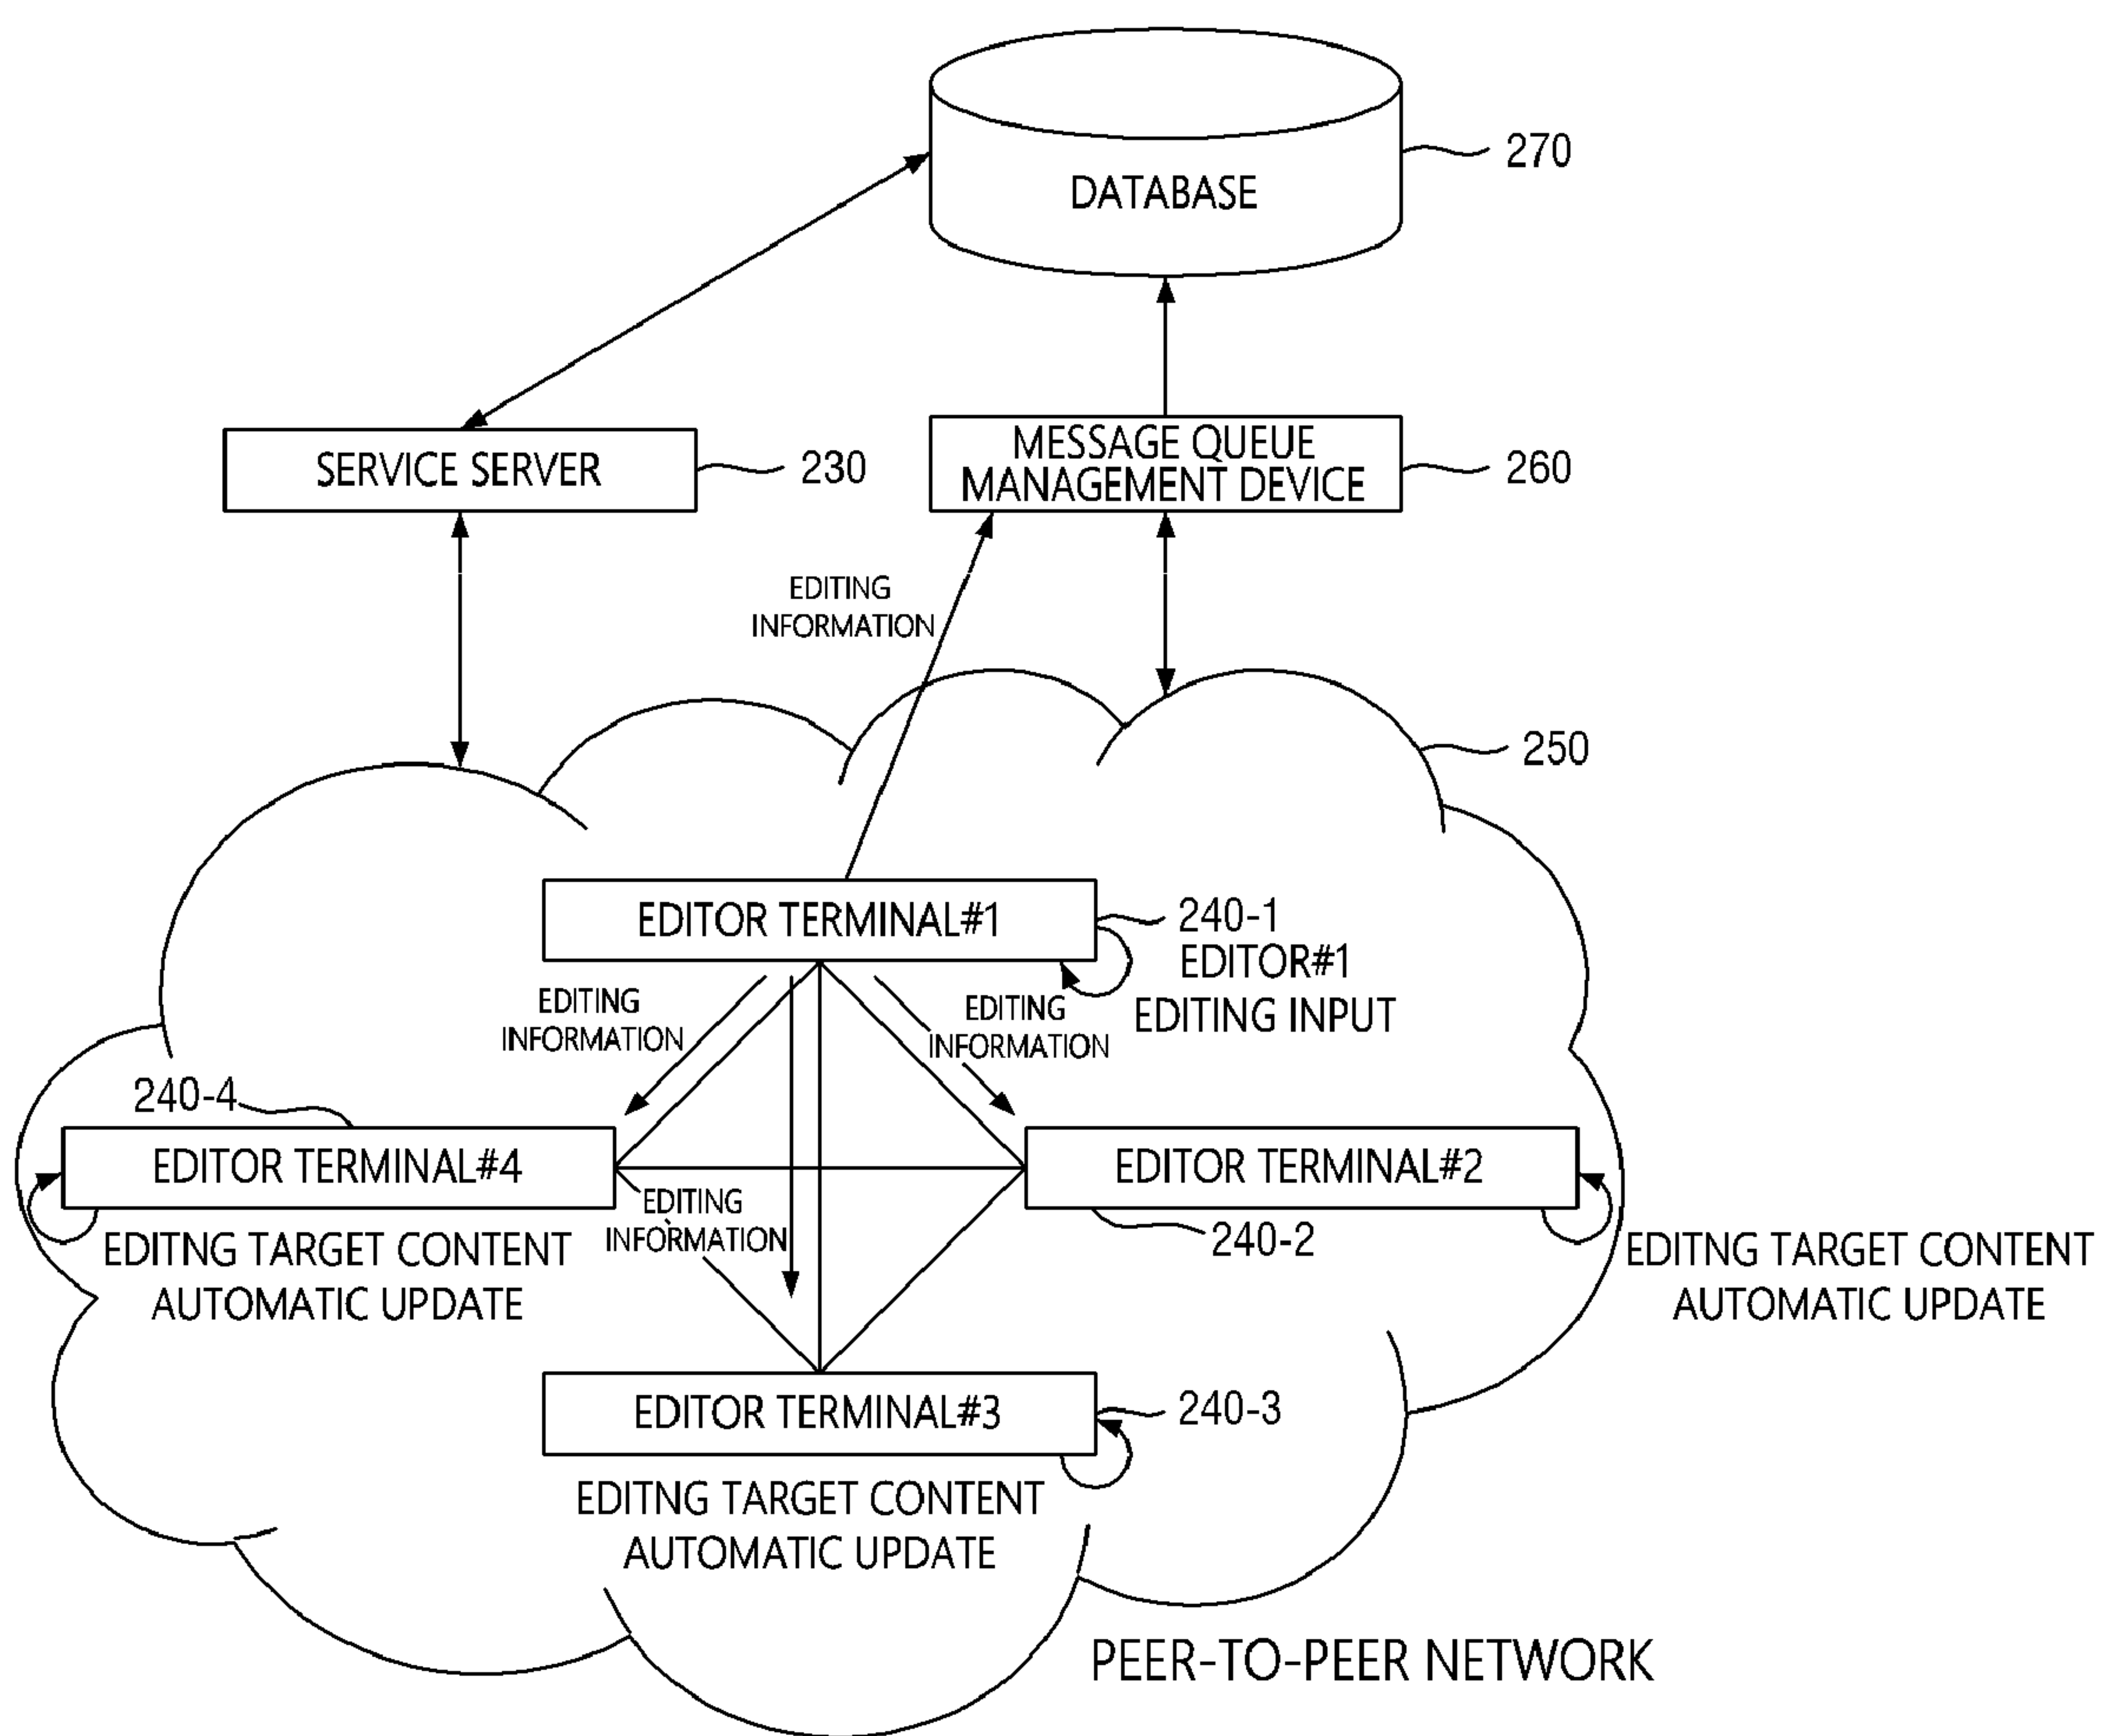 270
DATABASE
SERVICE SERVER
230
MESSAGE QUEUE
MANAGEMENT DEVICE
260
EDITING
INFORMATION
250
EDITOR TERMINAL#1
240-1
EDITOR#1
EDITING INPUT
EDITING
INFORMATION
EDITING
INFORMATION
240-4
EDITOR TERMINAL#4
EDITOR TERMINAL#2
EDITING
INFORMATION
240-2
EDITNG TARGET CONTENT
AUTOMATIC UPDATE
EDITNG TARGET CONTENT
AUTOMATIC UPDATE
EDITOR TERMINAL#3
240-3
EDITNG TARGET CONTENT
AUTOMATIC UPDATE
PEER-TO-PEER NETWORK